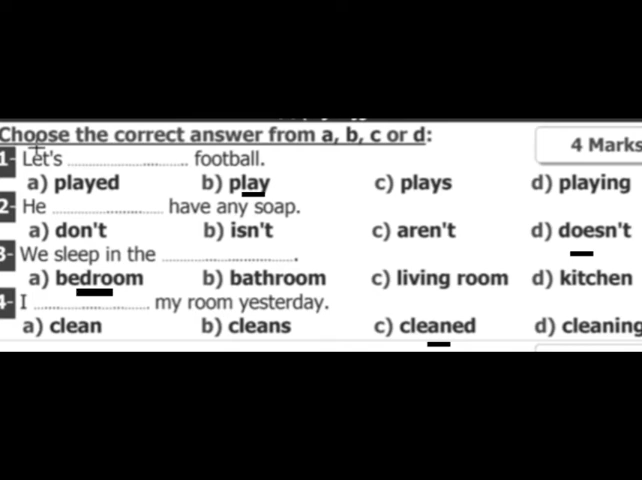 Choose the correct answer from a, b, c or d:
4 Marks
1- Let's ........................ football.
a) played b) play c) plays d) playing
2- He ........................ have any soap.
a) don't b) isn't c) aren't d) doesn't
3- We sleep in the ........................ .
a) bedroom b) bathroom c) living room d) kitchen
4- I ........................ my room yesterday.
a) clean b) cleans c) cleaned d) cleaning